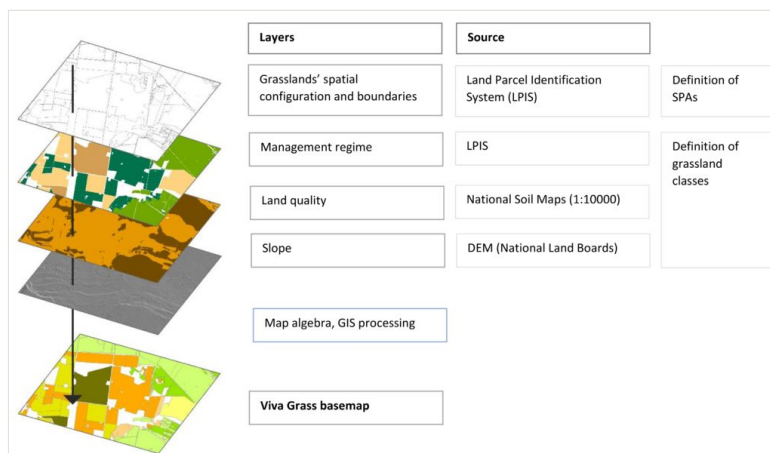 Layers
Source
Grasslands' spatial
configuration and boundaries
Land Parcel Identification
System (LPIS)
Definition of
SPAs
Management regime
LPIS
Definition of
grassland
classes
Land quality
National Soil Maps (1:10000)
Slope
DEM (National Land Boards)
Map algebra, GIS processing
Viva Grass basemap